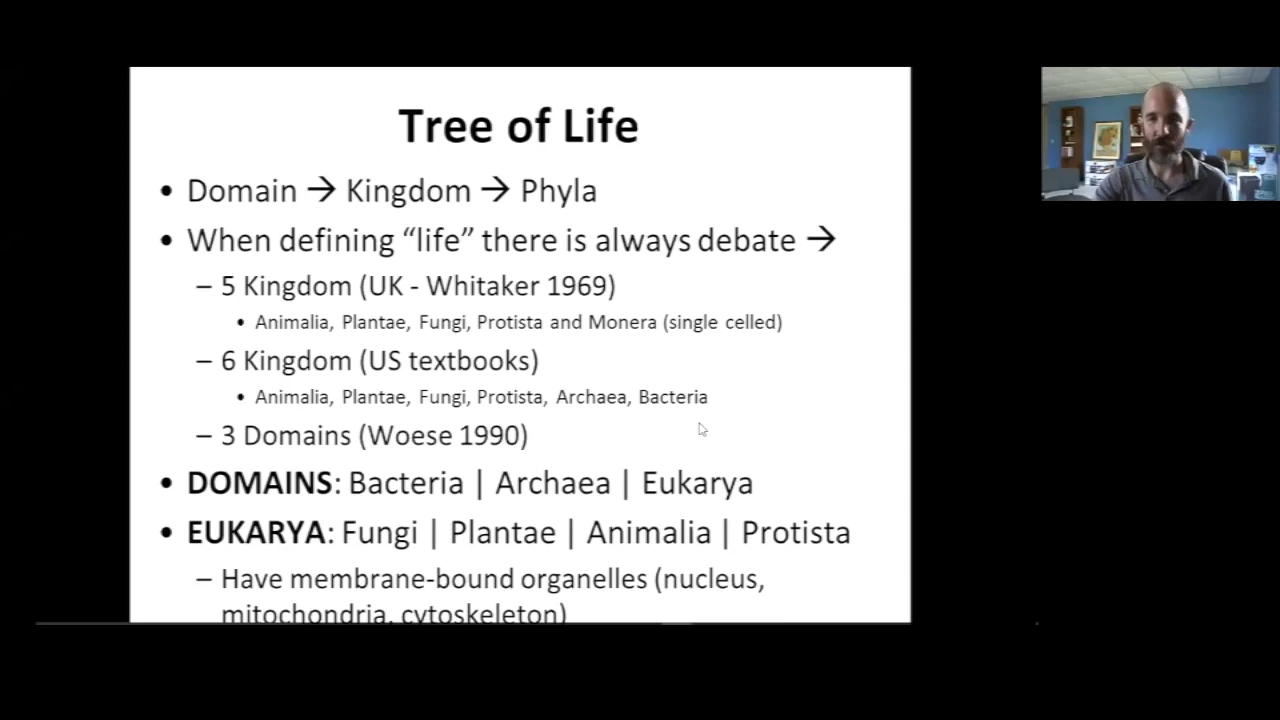 Tree of Life
• Domain → Kingdom → Phyla
• When defining “life” there is always debate →
– 5 Kingdom (UK - Whitaker 1969)
• Animalia, Plantae, Fungi, Protista and Monera (single celled)
– 6 Kingdom (US textbooks)
• Animalia, Plantae, Fungi, Protista, Archaea, Bacteria
– 3 Domains (Woese 1990)
• DOMAINS: Bacteria | Archaea | Eukarya
• EUKARYA: Fungi | Plantae | Animalia | Protista
– Have membrane-bound organelles (nucleus,
mitochondria, cytoskeleton)